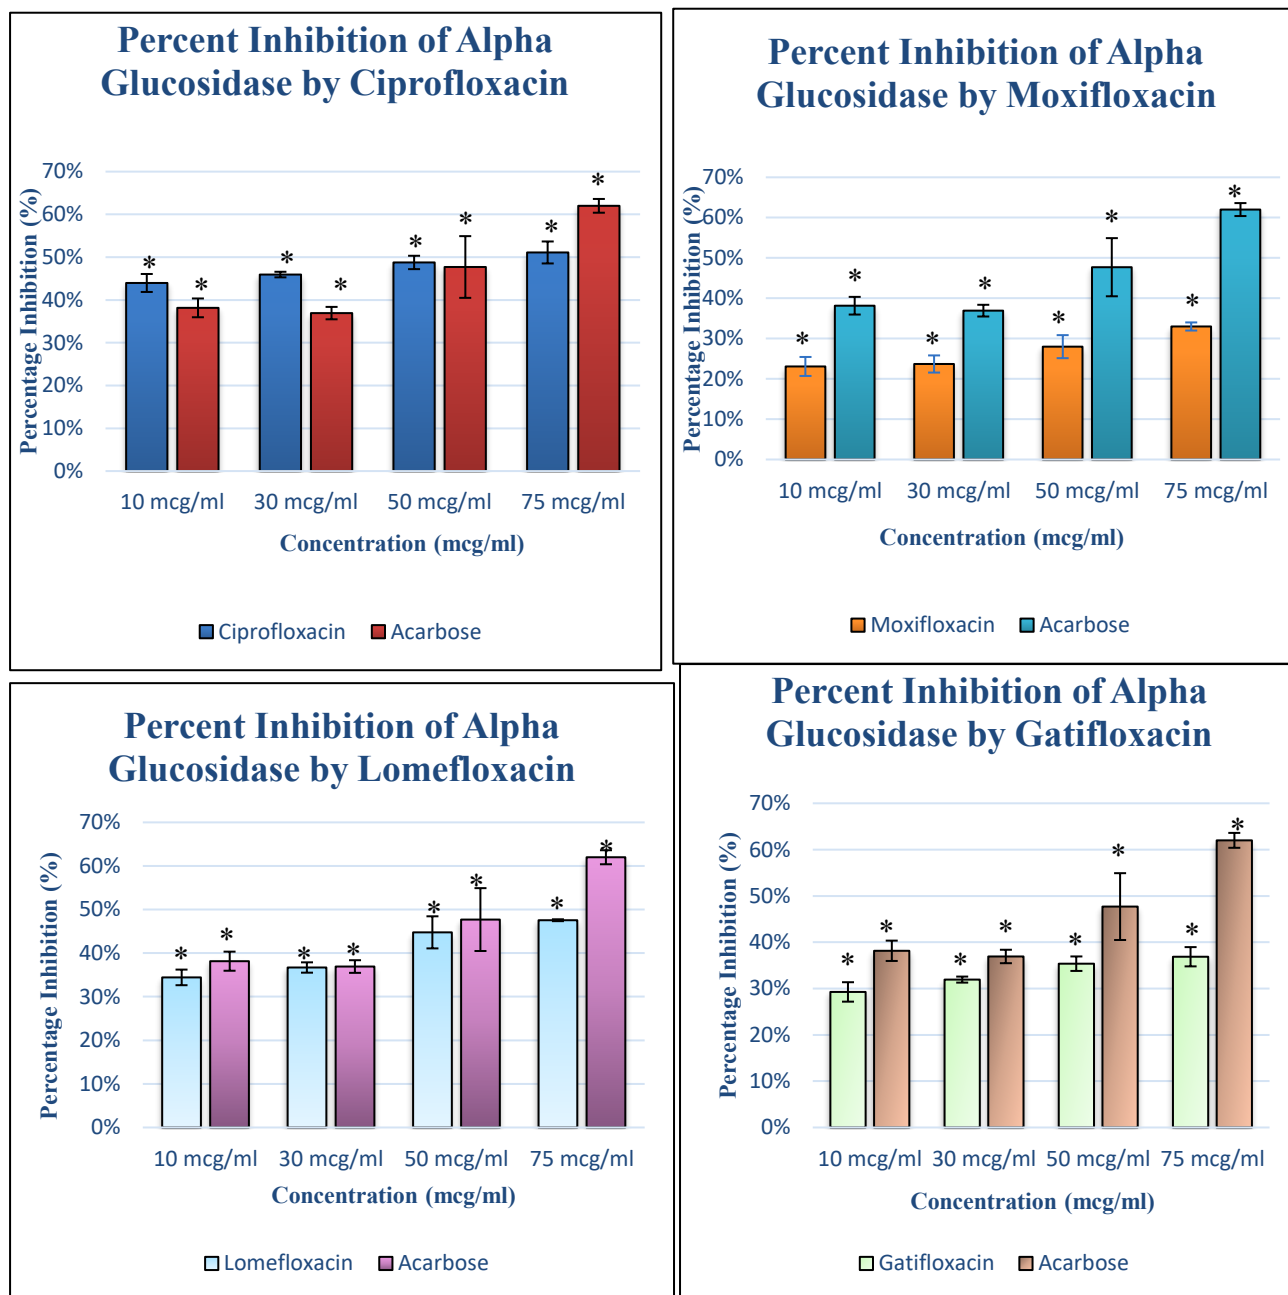 Percent Inhibition of Alpha
Glucosidase by Ciprofloxacin
Percentage Inhibition (%)
70%
60%
50%
40%
30%
20%
10%
0%
* * * * * * * *
10 mcg/ml 30 mcg/ml 50 mcg/ml 75 mcg/ml
Concentration (mcg/ml)
Ciprofloxacin Acarbose
Percent Inhibition of Alpha
Glucosidase by Moxifloxacin
Percentage Inhibition (%)
70%
60%
50%
40%
30%
20%
10%
0%
* * * * * * * *
10 mcg/ml 30 mcg/ml 50 mcg/ml 75 mcg/ml
Concentration (mcg/ml)
Moxifloxacin Acarbose
Percent Inhibition of Alpha
Glucosidase by Lomefloxacin
Percentage Inhibition (%)
70%
60%
50%
40%
30%
20%
10%
0%
* * * * * * * *
10 mcg/ml 30 mcg/ml 50 mcg/ml 75 mcg/ml
Concentration (mcg/ml)
Lomefloxacin Acarbose
Percent Inhibition of Alpha
Glucosidase by Gatifloxacin
Percentage Inhibition (%)
70%
60%
50%
40%
30%
20%
10%
0%
* * * * * * * *
10 mcg/ml 30 mcg/ml 50 mcg/ml 75 mcg/ml
Concentration (mcg/ml)
Gatifloxacin Acarbose